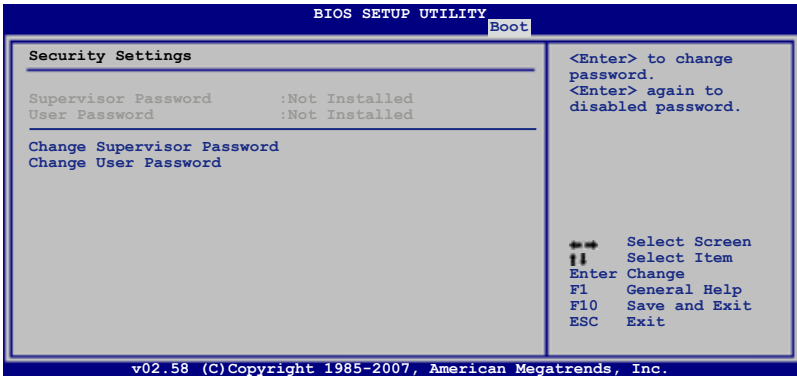 BIOS SETUP UTILITY
Boot
Security Settings
Supervisor Password :Not Installed
User Password :Not Installed
Change Supervisor Password
Change User Password
<Enter> to change
password.
<Enter> again to
disabled password.
Select Screen
Select Item
Enter Change
F1 General Help
F10 Save and Exit
ESC Exit
v02.58 (C)Copyright 1985-2007, American Megatrends, Inc.